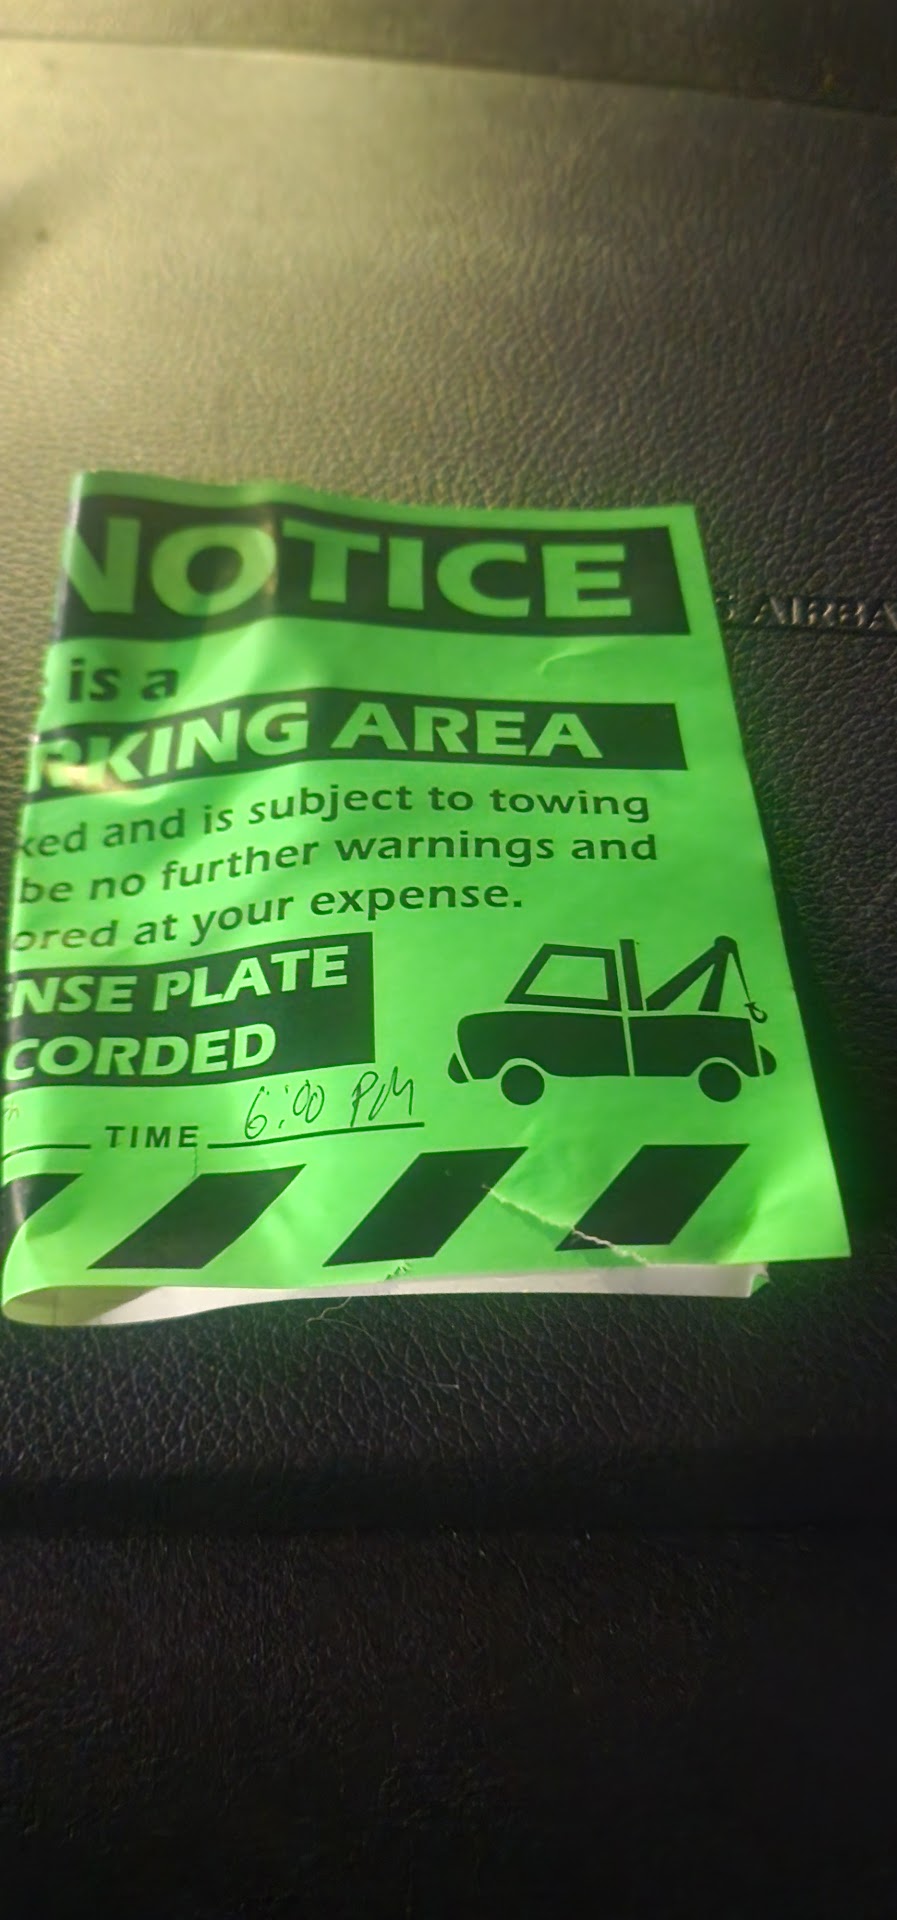 NOTICE
is a
RKING AREA
ked and is subject to towing
be no further warnings and
ored at your expense.
NSE PLATE
CORDED
TIME 6:00 PM
AIRBA